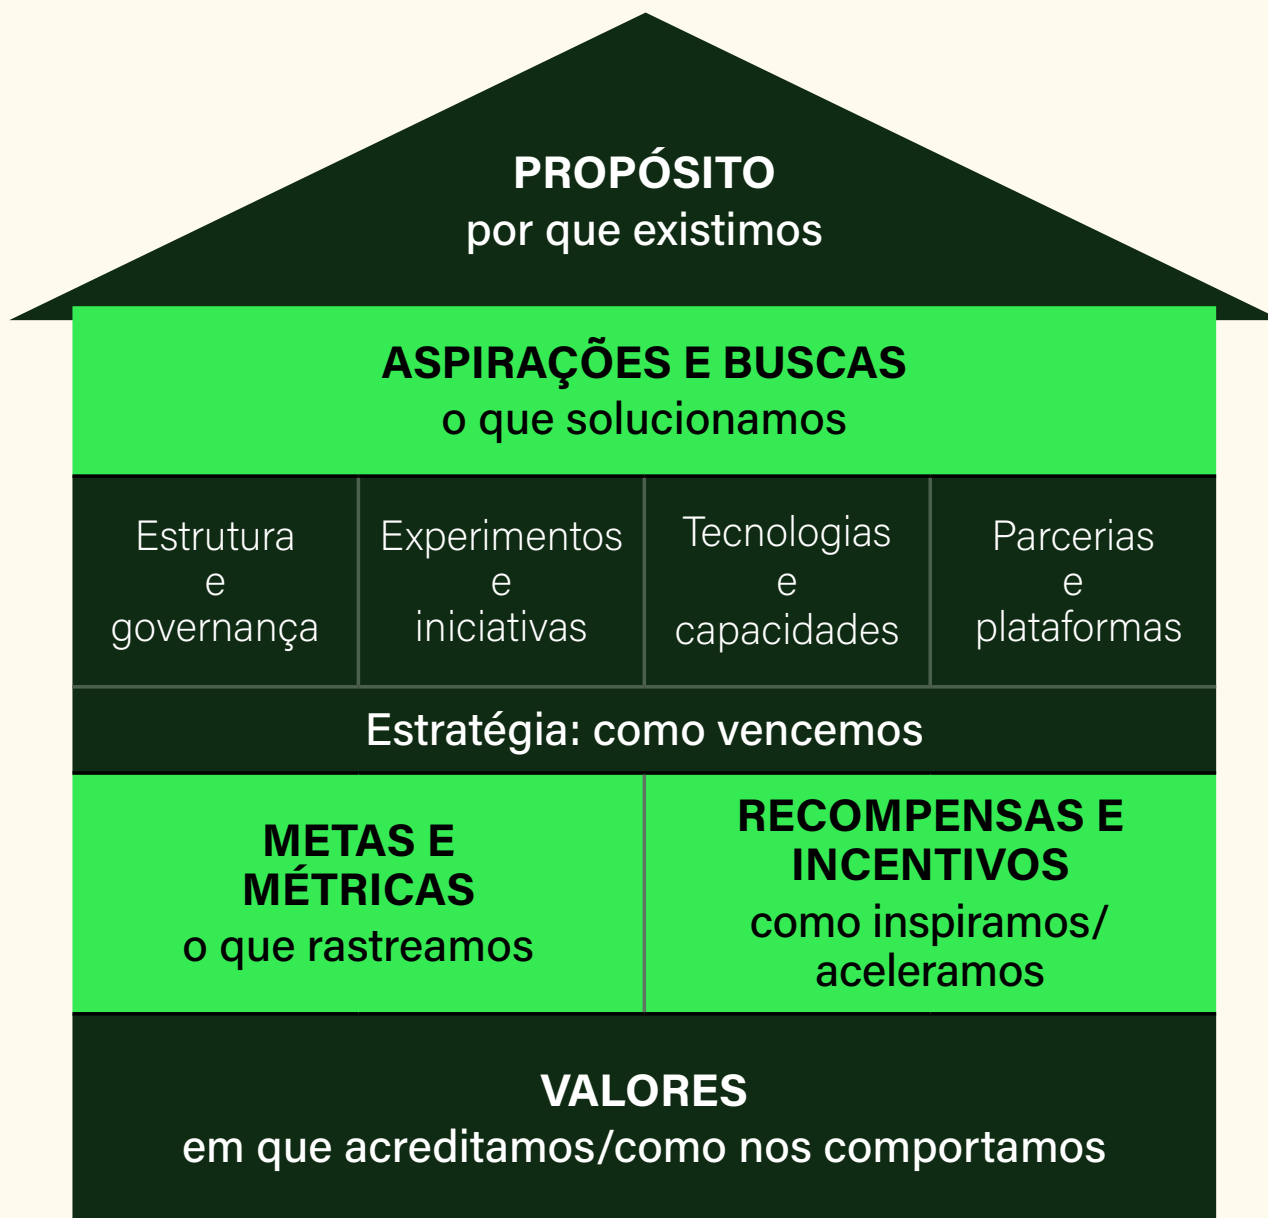 PROPÓSITO
por que existimos
ASPIRAÇÕES E BUSCAS
o que solucionamos
Estrutura
e
governança
Experimentos
e
iniciativas
Tecnologias
e
capacidades
Parcerias
e
plataformas
Estratégia: como vencemos
METAS E
MÉTRICAS
o que rastreamos
RECOMPENSAS E
INCENTIVOS
como inspiramos/
aceleramos
VALORES
em que acreditamos/como nos comportamos